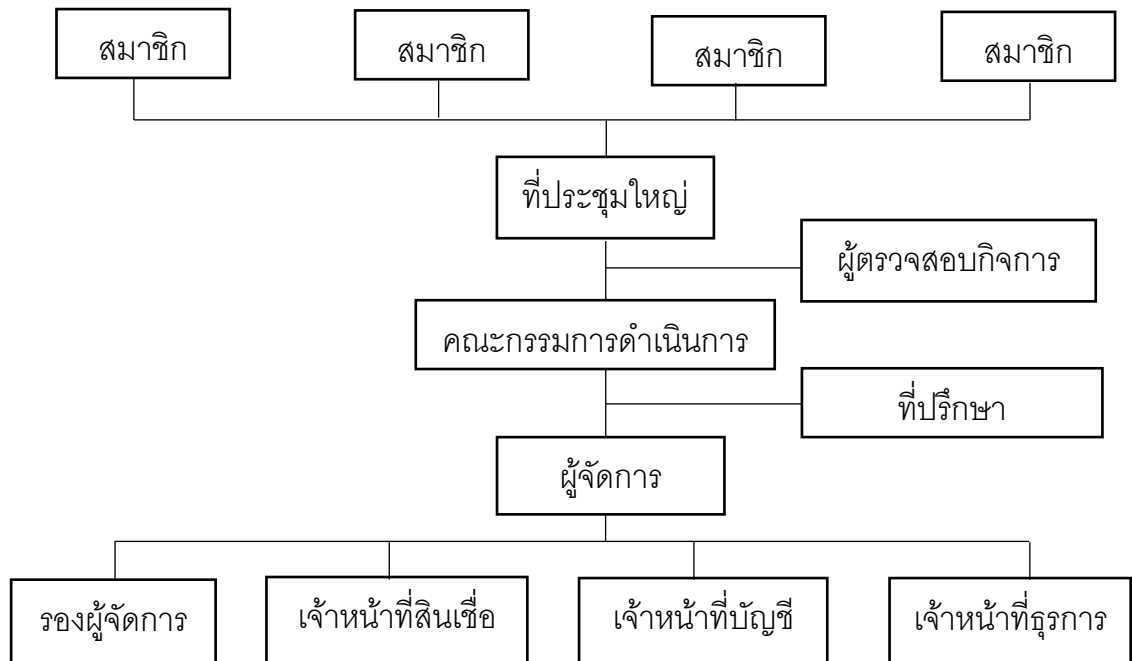 สมาชิก
สมาชิก
สมาชิก
สมาชิก
ที่ประชุมใหญ่
ผู้ตรวจสอบกิจการ
คณะกรรมการดำเนินการ
ที่ปรึกษา
ผู้จัดการ
รองผู้จัดการ
เจ้าหน้าที่สินเชื่อ
เจ้าหน้าที่บัญชี
เจ้าหน้าที่ธุรการ